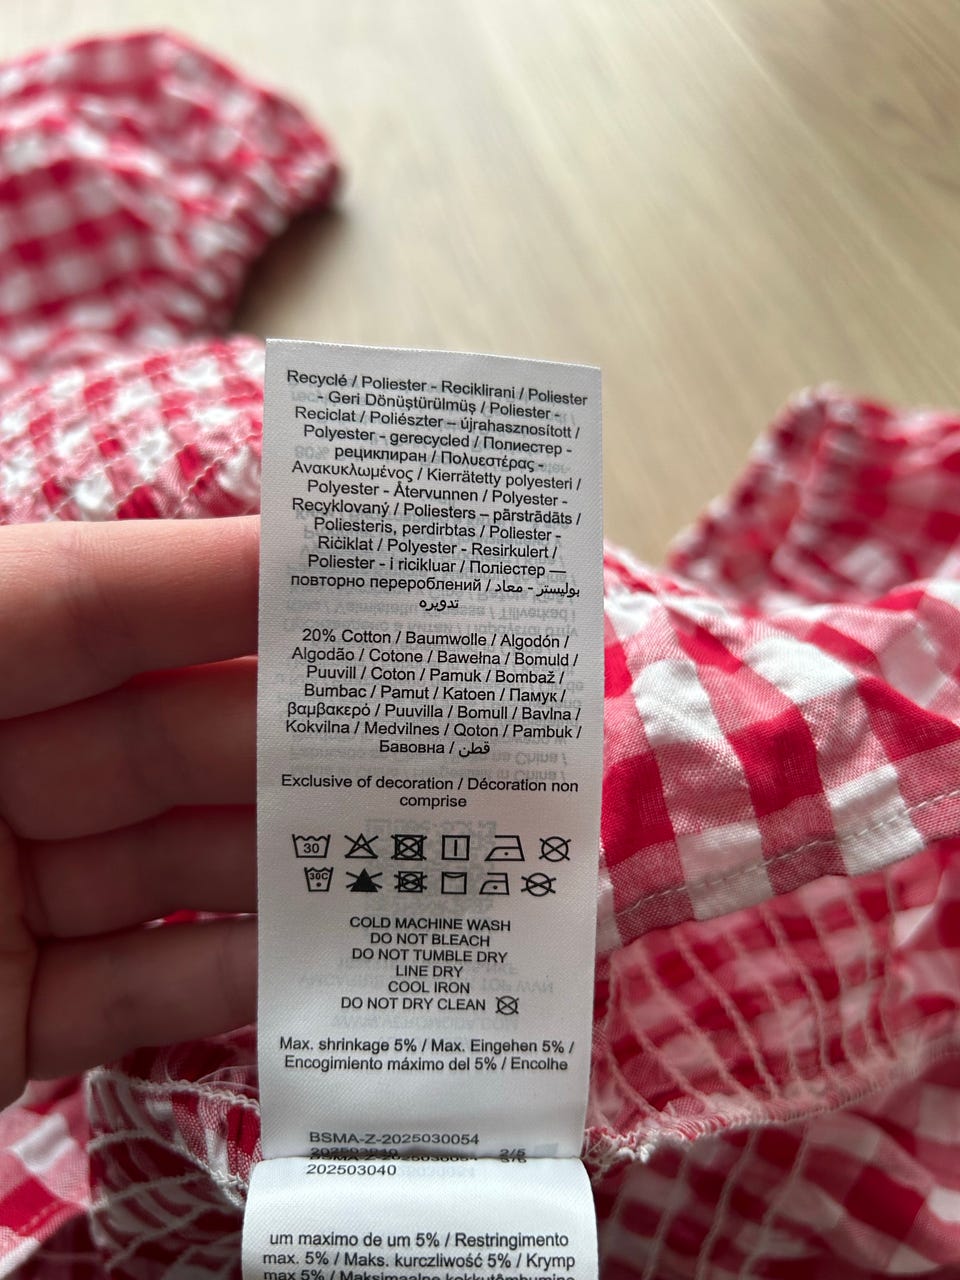 Recyclé / Poliester - Reciklirani / Poliester
- Geri Dönüştürülmüş / Poliester -
Reciclat / Poliészter – újrahasznosított /
Polyester - gerecycled / Полиестер -
рециклиран / Πολυεστέρας -
Ανακυκλωμένος / Kierrätetty polyesteri /
Polyester - Återvunnen / Polyester -
Recyklovaný / Poliesters – pārstrādāts /
Poliesteris, perdirbtas / Poliester -
Riċiklat / Polyester - Resirkulert /
Poliester - i ricikluar / Поліестер —
повторно перероблений / بوليستر - معاد
تدويره
20% Cotton / Baumwolle / Algodón /
Algodão / Cotone / Bawełna / Bomuld /
Puuvill / Coton / Pamuk / Bombaž /
Bumbac / Pamut / Katoen / Памук /
βαμβακερό / Puuvilla / Bomull / Bavlna /
Kokvilna / Medvilnes / Qoton / Pambuk /
Бавовна / قطن
Exclusive of decoration / Décoration non
comprise
30
30C
COLD MACHINE WASH
DO NOT BLEACH
DO NOT TUMBLE DRY
LINE DRY
COOL IRON
DO NOT DRY CLEAN
Max. shrinkage 5% / Max. Eingehen 5% /
Encogimiento máximo del 5% / Encolhe
BSMA-Z-2025030054
202503040
um maximo de um 5% / Restringimento
max. 5% / Maks. kurczliwość 5% / Krymp
max 5% / Maksimaalne kokkutõmbumine